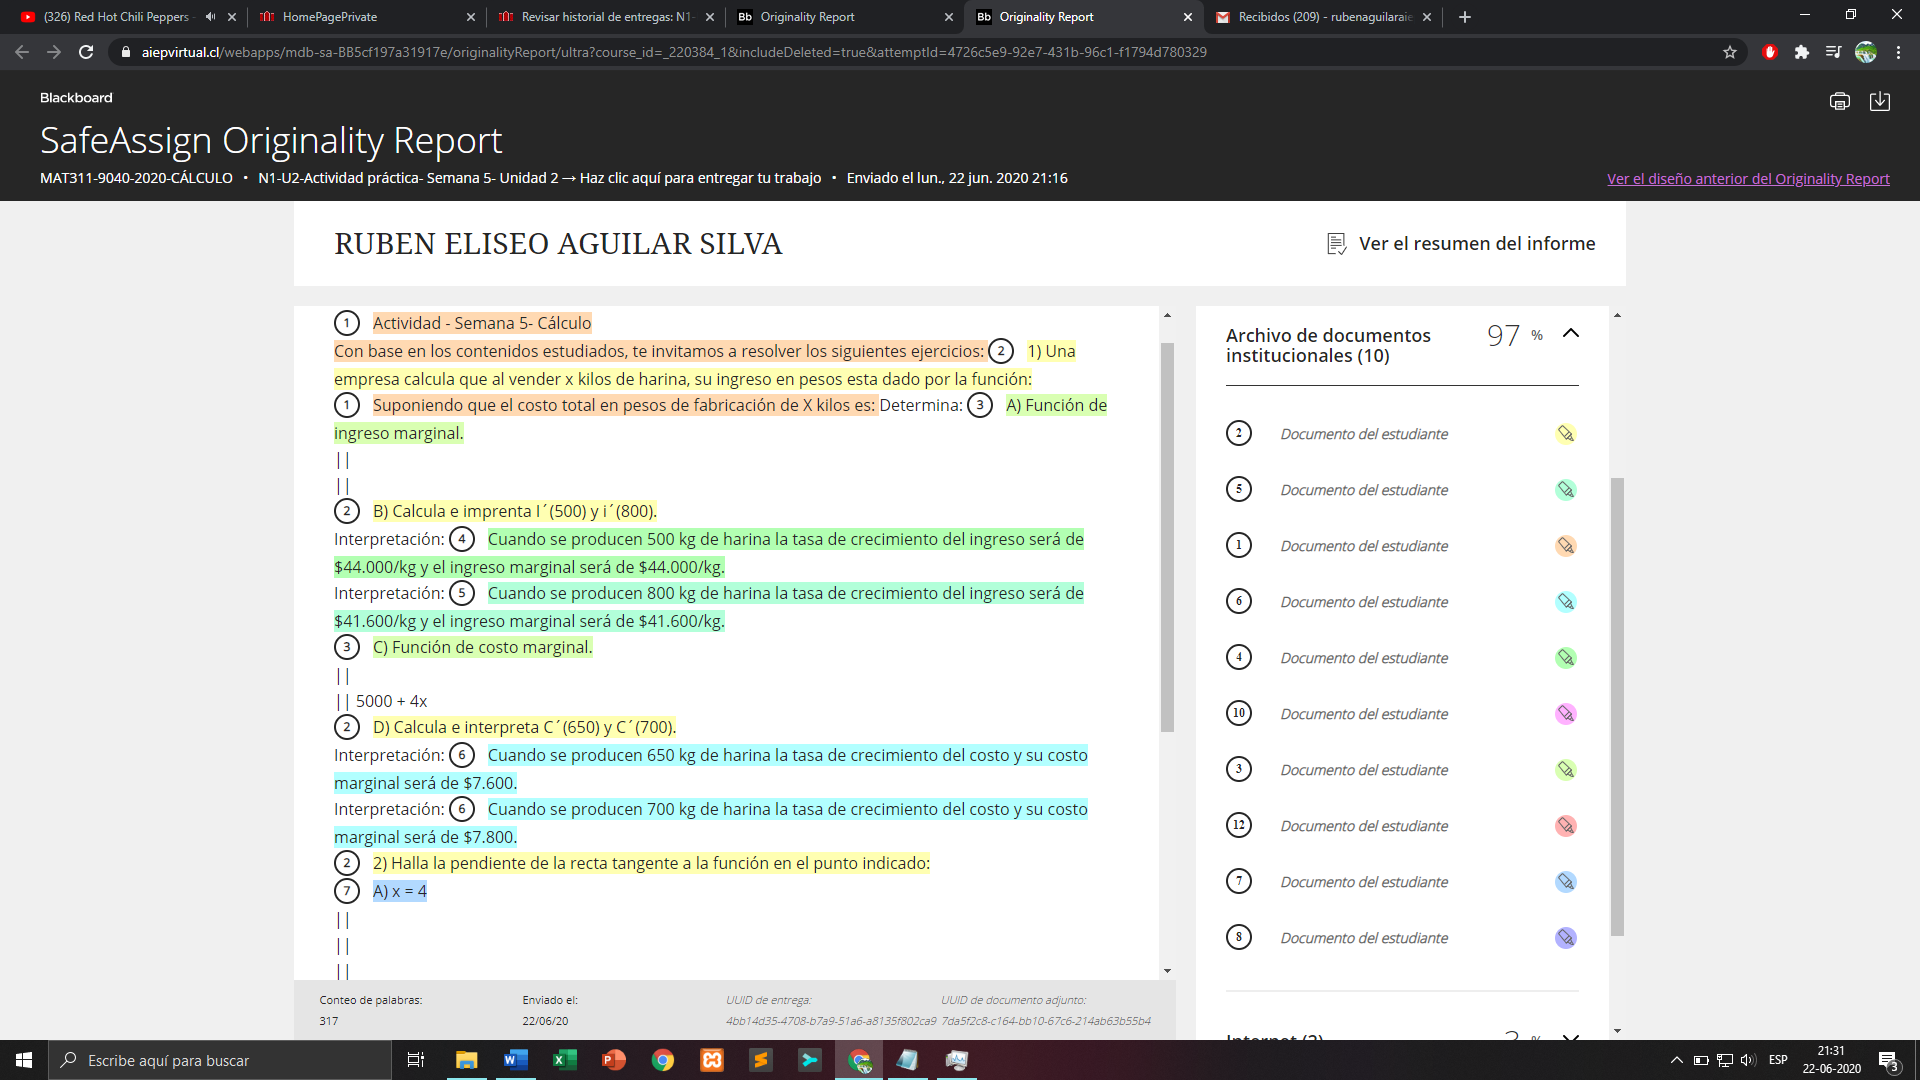 (326) Red Hot Chili Peppers -
HomePagePrivate
Revisar historial de entregas: N1-
Bb Originality Report
Bb Originality Report
Recibidos (209) - rubenaguilaraie
aiepvirtual.cl/webapps/mdb-sa-BB5cf197a31917e/originalityReport/ultra?course_id=_220384_1&includeDeleted=true&attemptId=4726c5e9-92e7-431b-96c1-f1794d780329
Blackboard
SafeAssign Originality Report
MAT311-9040-2020-CÁLCULO • N1-U2-Actividad práctica- Semana 5- Unidad 2 → Haz clic aquí para entregar tu trabajo • Enviado el lun., 22 jun. 2020 21:16
Ver el diseño anterior del Originality Report
RUBEN ELISEO AGUILAR SILVA
Ver el resumen del informe
1 Actividad - Semana 5- Cálculo
Con base en los contenidos estudiados, te invitamos a resolver los siguientes ejercicios: 2 1) Una
empresa calcula que al vender x kilos de harina, su ingreso en pesos esta dado por la función:
1 Suponiendo que el costo total en pesos de fabricación de X kilos es: Determina: 3 A) Función de
ingreso marginal.
||
||
2 B) Calcula e imprenta I´(500) y i´(800).
Interpretación: 4 Cuando se producen 500 kg de harina la tasa de crecimiento del ingreso será de
$44.000/kg y el ingreso marginal será de $44.000/kg.
Interpretación: 5 Cuando se producen 800 kg de harina la tasa de crecimiento del ingreso será de
$41.600/kg y el ingreso marginal será de $41.600/kg.
3 C) Función de costo marginal.
||
|| 5000 + 4x
2 D) Calcula e interpreta C´(650) y C´(700).
Interpretación: 6 Cuando se producen 650 kg de harina la tasa de crecimiento del costo y su costo
marginal será de $7.600.
Interpretación: 6 Cuando se producen 700 kg de harina la tasa de crecimiento del costo y su costo
marginal será de $7.800.
2 2) Halla la pendiente de la recta tangente a la función en el punto indicado:
7 A) x = 4
||
||
||
Archivo de documentos
institucionales (10)
97 %
2 Documento del estudiante
5 Documento del estudiante
1 Documento del estudiante
6 Documento del estudiante
4 Documento del estudiante
10 Documento del estudiante
3 Documento del estudiante
12 Documento del estudiante
7 Documento del estudiante
8 Documento del estudiante
Internet (2)
Conteo de palabras:
317
Enviado el:
22/06/20
UUID de entrega:
4bb14d35-4708-b7a9-51a6-a8135f802ca9
UUID de documento adjunto:
7da5f2c8-c164-bb10-67c6-214ab63b55b4
Escribe aquí para buscar
ESP
21:31
22-06-2020
3